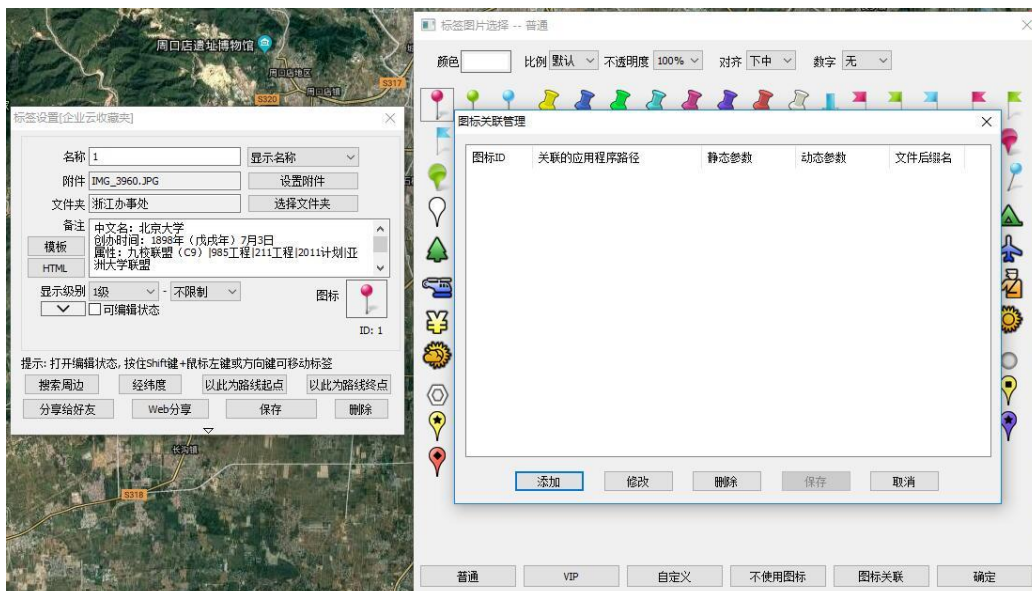 周口店遗址博物馆
周口店地区
周口店镇
S320
S317
长沟镇
S318
标签设置[企业云收藏夹]
名称 1 显示名称
附件 IMG_3960.JPG 设置附件
文件夹 浙江办事处 选择文件夹
备注 中文名：北京大学
创办时间：1898年（戊戌年）7月3日
属性：九校联盟（C9）|985工程|211工程|2011计划|亚
洲大学联盟
模板
HTML
显示级别 1级 - 不限制 图标
可编辑状态
ID: 1
提示: 打开编辑状态, 按住Shift键+鼠标左键或方向键可移动标签
搜索周边 经纬度 以此为路线起点 以此为路线终点
分享给好友 Web分享 保存 删除
标签图片选择 -- 普通
颜色 比例 默认 不透明度 100% 对齐 下中 数字 无
图标关联管理
图标ID 关联的应用程序路径 静态参数 动态参数 文件后缀名
添加 修改 删除 保存 取消
普通 VIP 自定义 不使用图标 图标关联 确定